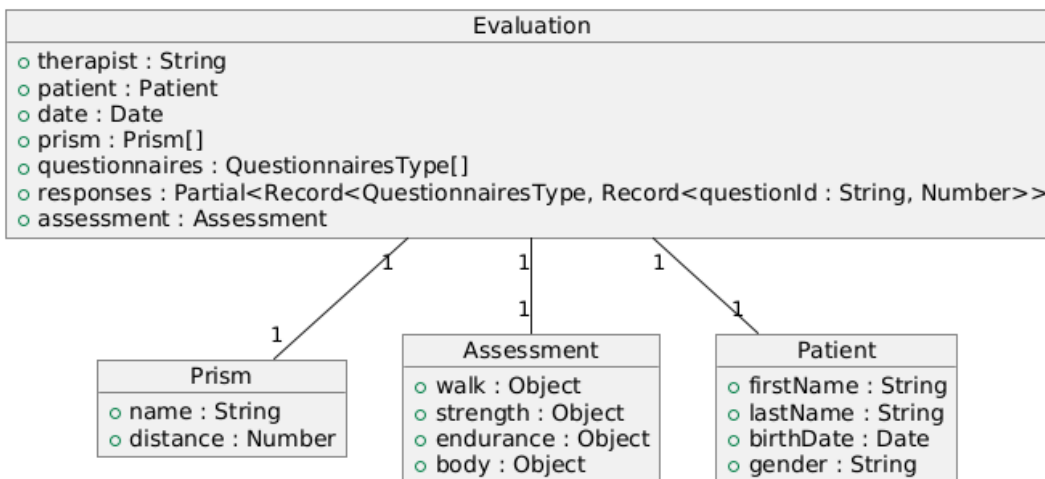 Evaluation
therapist : String
patient : Patient
date : Date
prism : Prism[]
questionnaires : QuestionnairesType[]
responses : Partial<Record<QuestionnairesType, Record<questionId : String, Number>>
assessment : Assessment
1
1
1
1
1
1
Prism
name : String
distance : Number
Assessment
walk : Object
strength : Object
endurance : Object
body : Object
Patient
firstName : String
lastName : String
birthDate : Date
gender : String